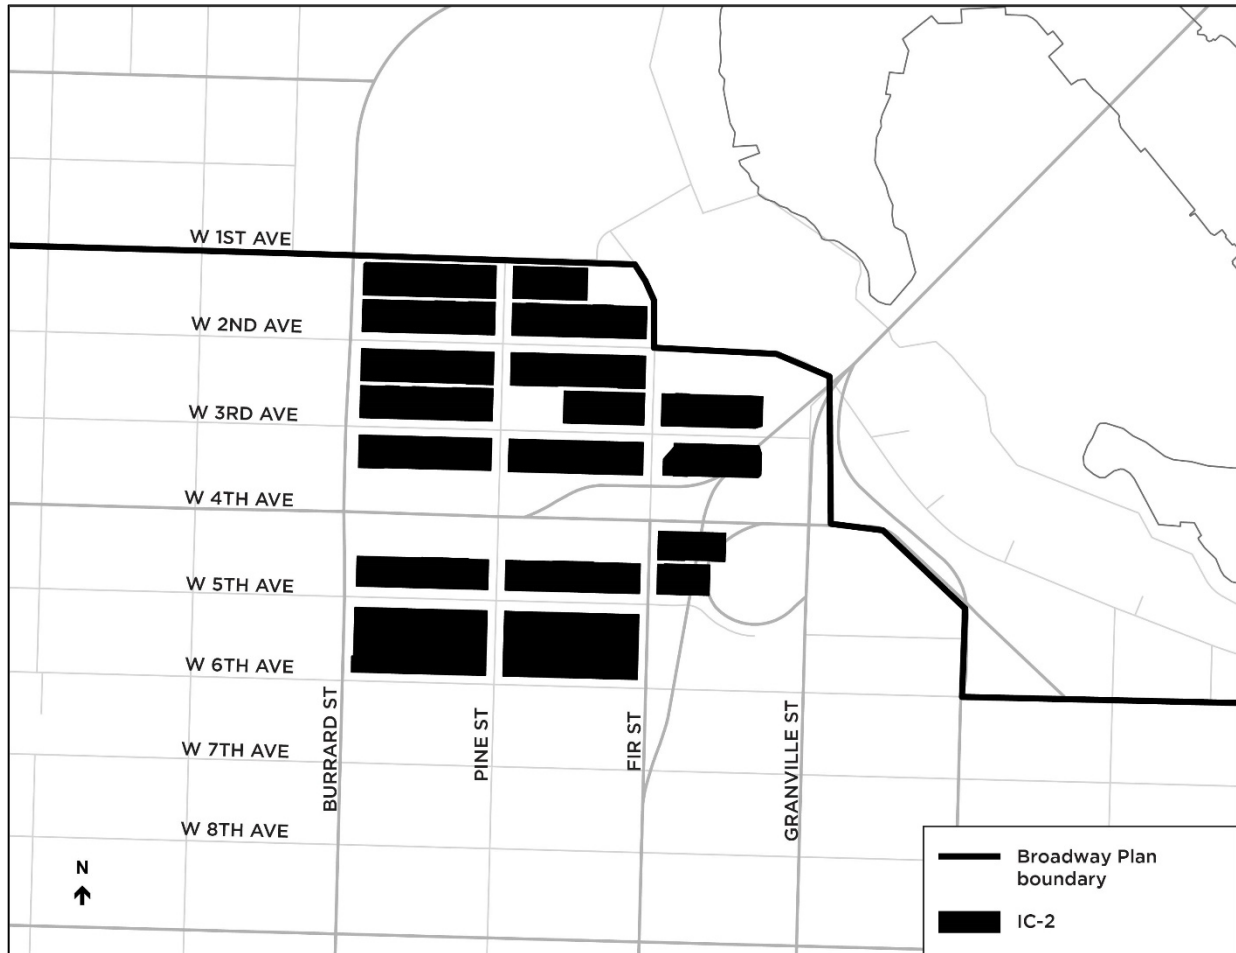 W 1ST AVE
W 2ND AVE
W 3RD AVE
W 4TH AVE
W 5TH AVE
W 6TH AVE
BURRARD ST
PINE ST
FIR ST
GRANVILLE ST
W 7TH AVE
W 8TH AVE
N
Broadway Plan
boundary
IC-2